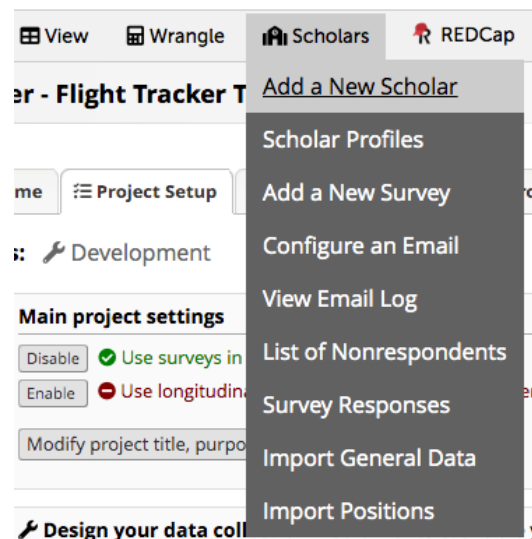 View Wrangle Scholars REDCap
er - Flight Tracker T
Add a New Scholar
Scholar Profiles
me Project Setup
Add a New Survey
s: Development
Configure an Email
View Email Log
Main project settings
Disable Use surveys in
List of Nonrespondents
Enable Use longitudin
Survey Responses
Modify project title, purpo
Import General Data
Import Positions
Design your data coll